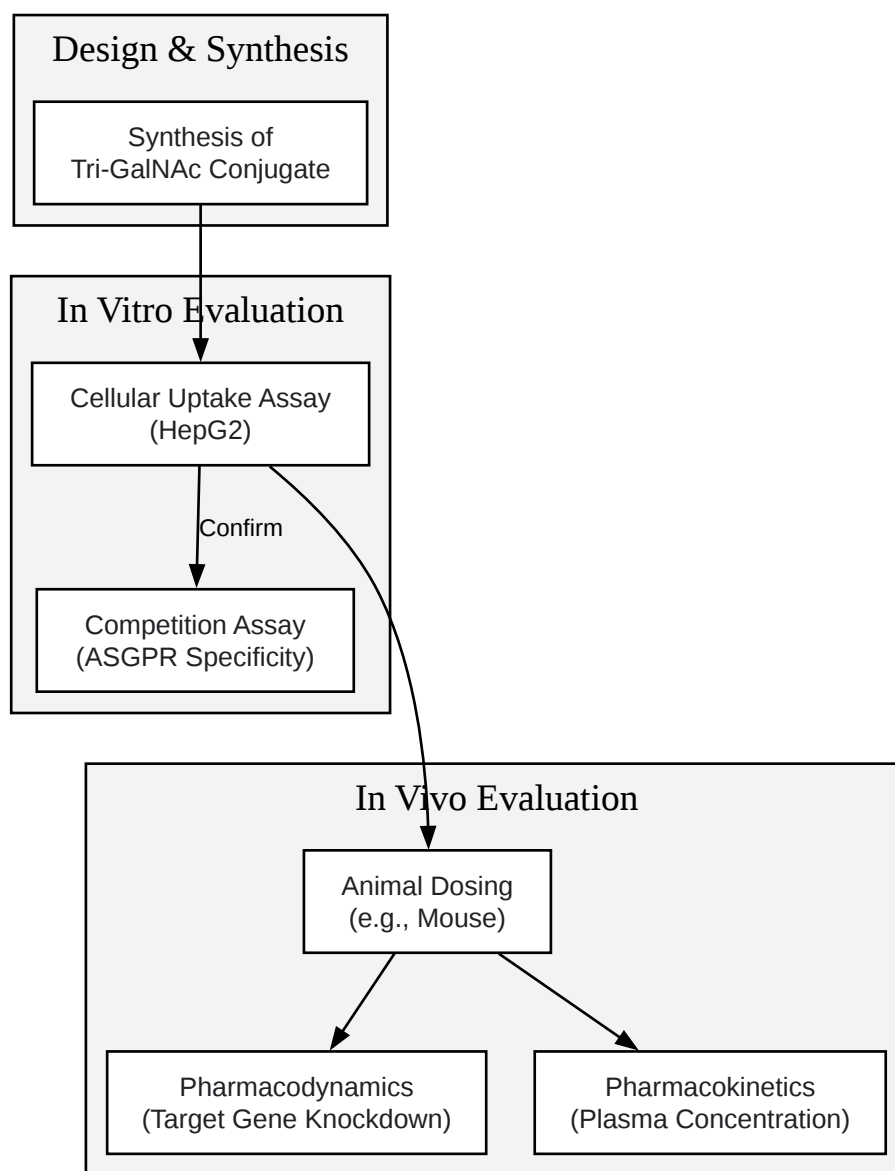 Design & Synthesis
Synthesis of
Tri-GalNAc Conjugate
In Vitro Evaluation
Cellular Uptake Assay
(HepG2)
Confirm
Competition Assay
(ASGPR Specificity)
In Vivo Evaluation
Animal Dosing
(e.g., Mouse)
Pharmacodynamics
(Target Gene Knockdown)
Pharmacokinetics
(Plasma Concentration)